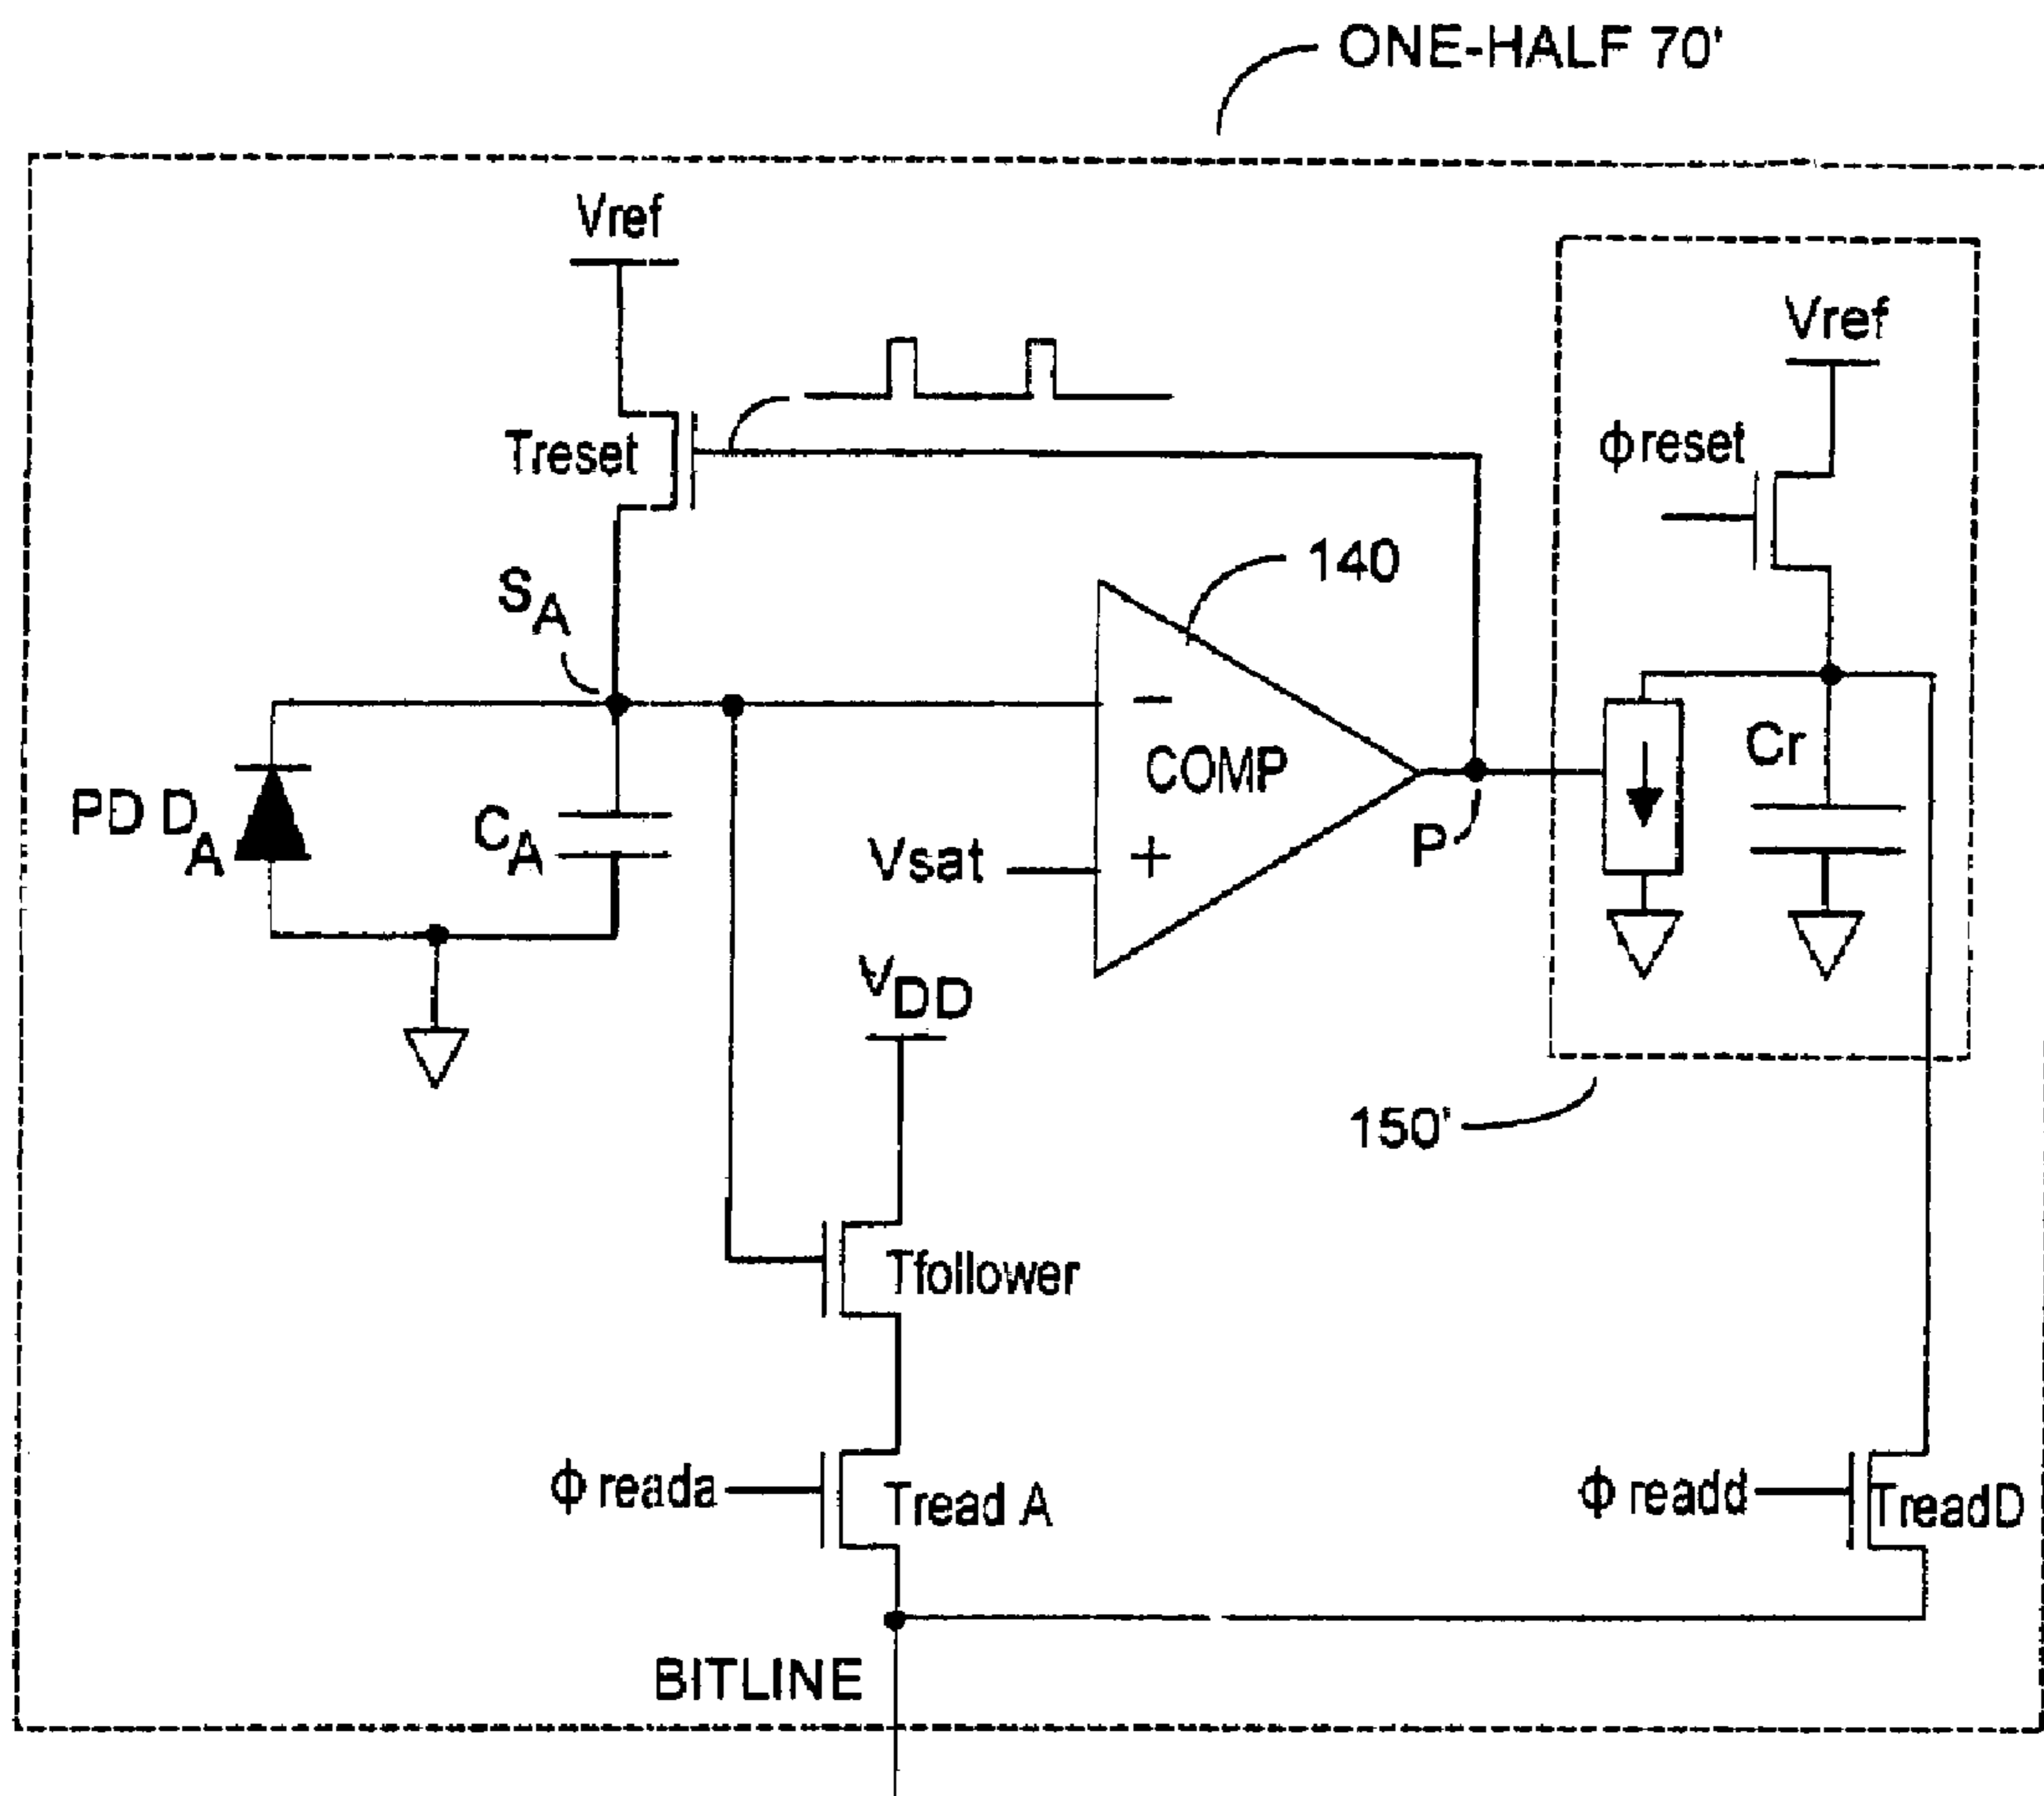 ONE-HALF 70'
Vref
Vref
ϕreset
Treset
140
SA
COMP
Cr
PD DA
CA
Vsat
P
VDD
150'
Tfollower
ϕ reada
Tread A
ϕ readd
TreadD
BITLINE